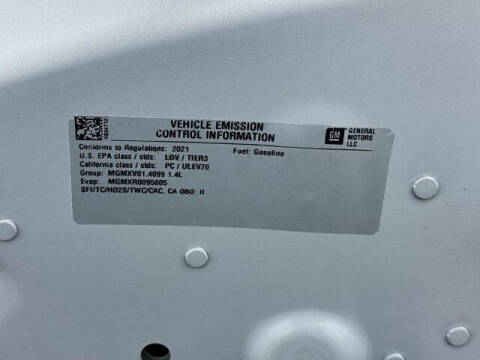 VEHICLE EMISSION
CONTROL INFORMATION
GM
GENERAL
MOTORS
LLC
Conforms to Regulations: 2021
Fuel: Gasoline
U.S. EPA class / stds: LDV / TIER3
California class / stds: PC / ULEV70
Group: MGMXV01.4099 1.4L
Evap: MGMXR0095805
SFI/TC/HO2S/TWC/CAC, CA OBD: II